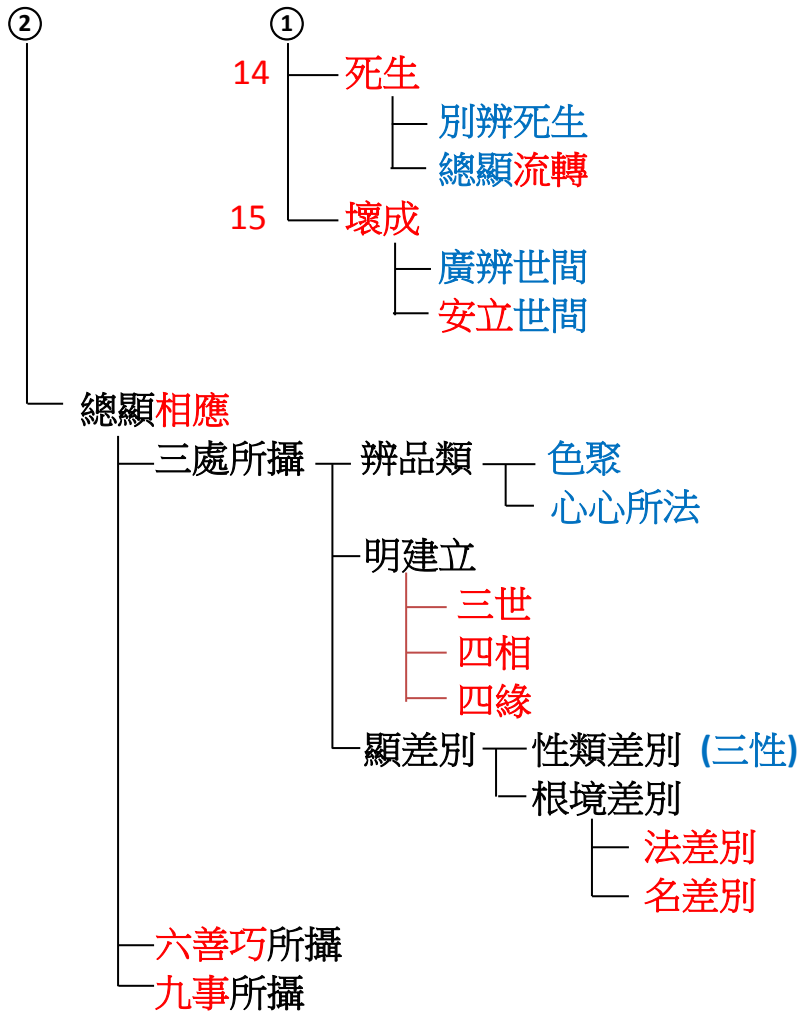 ② ①
14 死生
別辨死生
總顯流轉
15 壞成
廣辨世間
安立世間
總顯相應
三處所攝 辨品類 色聚
心心所法
明建立
三世
四相
四緣
顯差別 性類差別 (三性)
根境差別
法差別
名差別
六善巧所攝
九事所攝